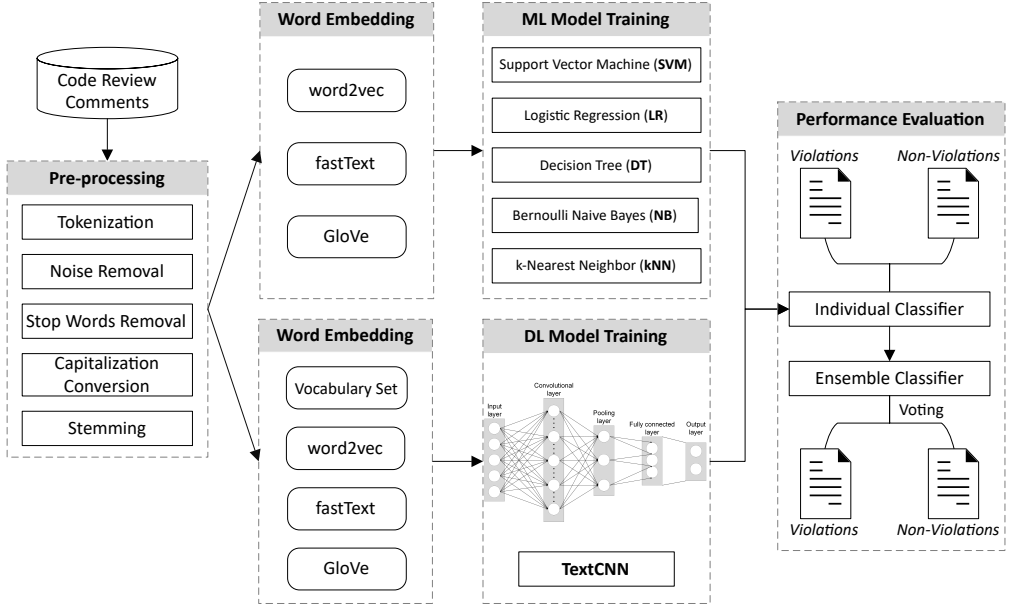 Code Review
Comments
Pre-processing
Tokenization
Noise Removal
Stop Words Removal
Capitalization
Conversion
Stemming
Word Embedding
word2vec
fastText
GloVe
ML Model Training
Support Vector Machine (SVM)
Logistic Regression (LR)
Decision Tree (DT)
Bernoulli Naive Bayes (NB)
k-Nearest Neighbor (kNN)
Word Embedding
Vocabulary Set
word2vec
fastText
GloVe
DL Model Training
Input
layer
Convolutional
layer
Pooling
layer
Fully connected
layer
Output
layer
TextCNN
Performance Evaluation
Violations Non-Violations
Individual Classifier
Ensemble Classifier
Voting
Violations Non-Violations